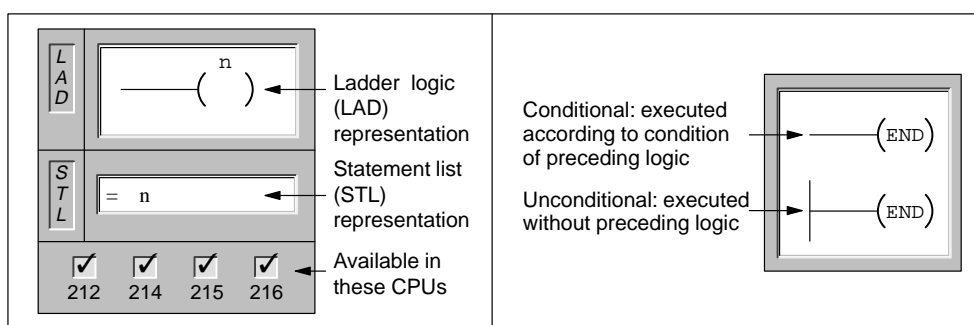 L
A
D
n
( )
Ladder logic
(LAD)
representation
S
T
L
= n
Statement list
(STL)
representation
212 214 215 216
Available in
these CPUs
Conditional: executed
according to condition
of preceding logic
(END)
Unconditional: executed
without preceding logic
(END)